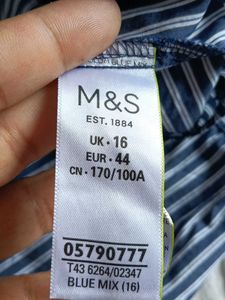 M&S
EST. 1884
UK · 16
EUR · 44
CN · 170/100A
05790777
T43 6264/02347
BLUE MIX (16)